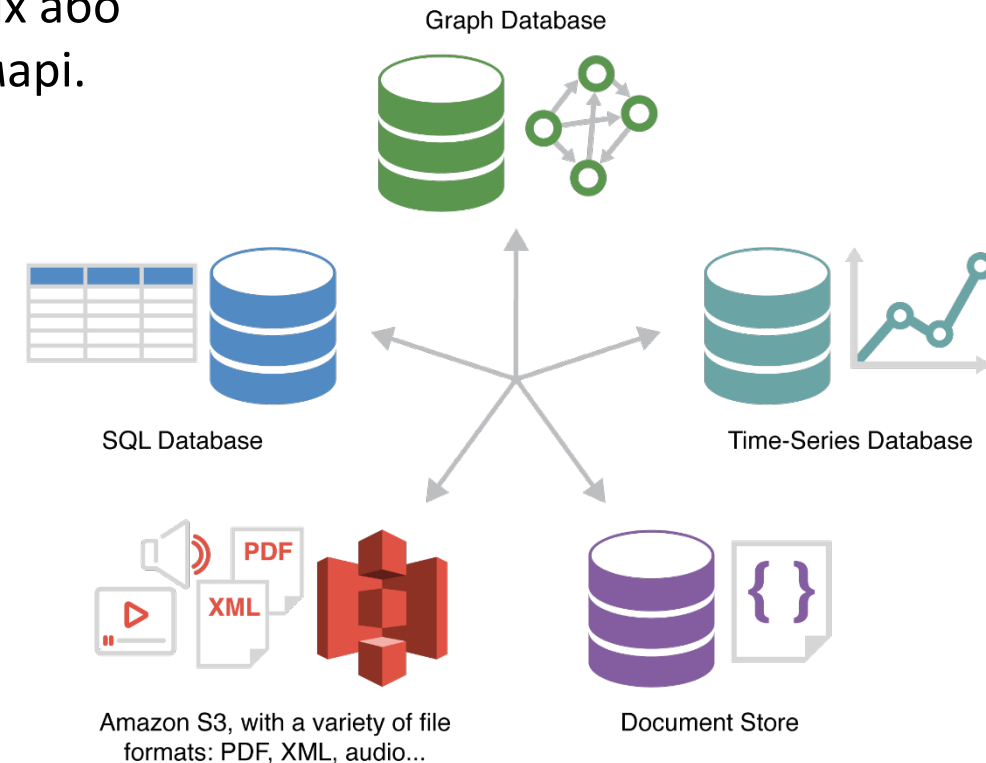 або
Graph Database
SQL Database
Time-Series Database
PDF
XML
{ }
Amazon S3, with a variety of file
formats: PDF, XML, audio...
Document Store